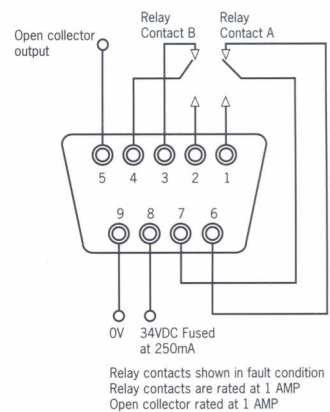 Relay
Contact B
Relay
Contact A
Open collector
output
5 4 3 2 1
9 8 7 6
0V
34VDC Fused
at 250mA
Relay contacts shown in fault condition
Relay contacts are rated at 1 AMP
Open collector rated at 1 AMP